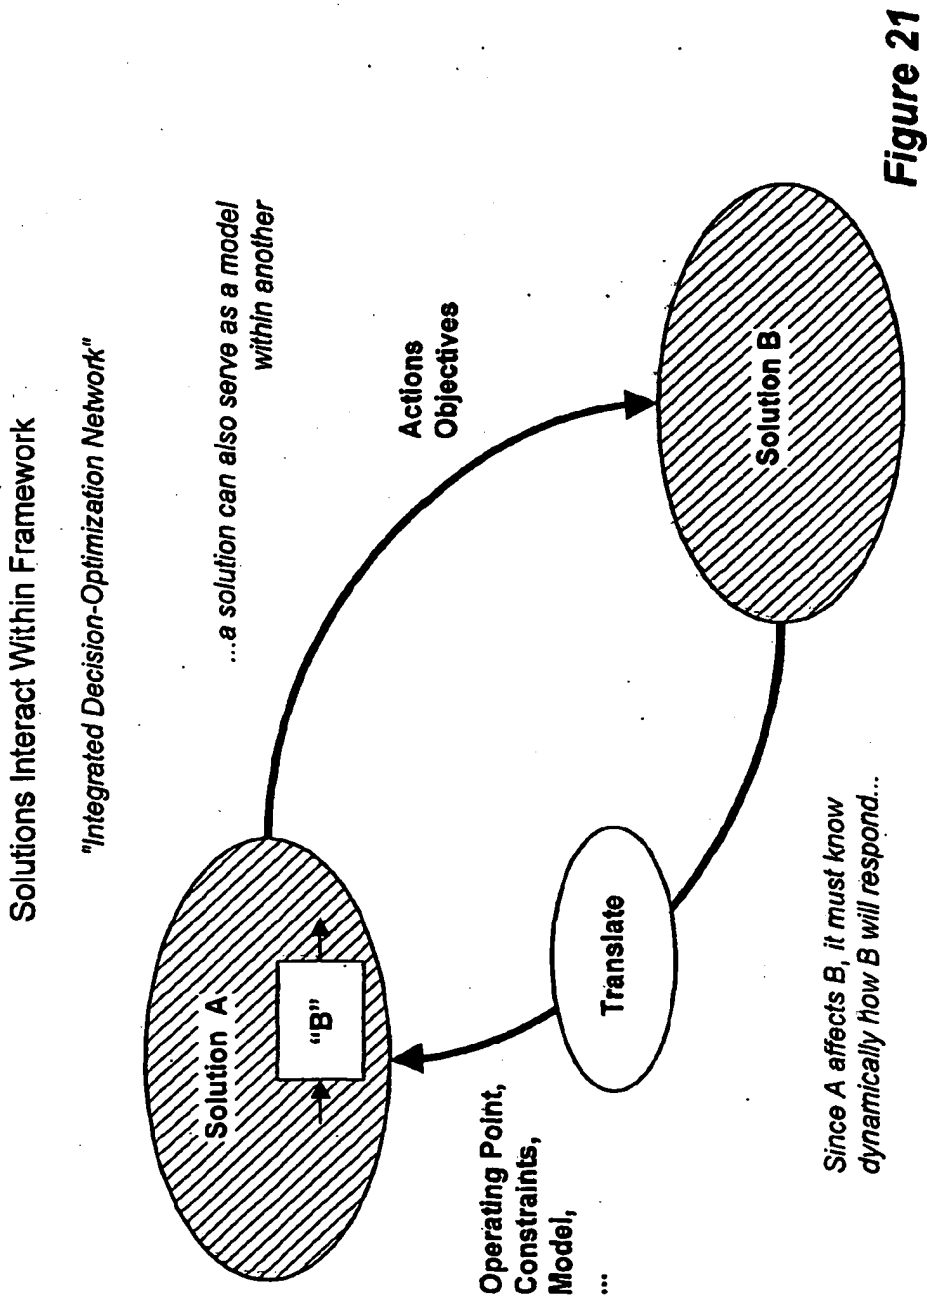 Solutions Interact Within Framework
"Integrated Decision-Optimization Network"
...a solution can also serve as a model
within another
Solution A
"B"
Actions
Objectives
Translate
Operating Point,
Constraints,
Model,
...
Solution B
Since A affects B, it must know
dynamically how B will respond...
Figure 21